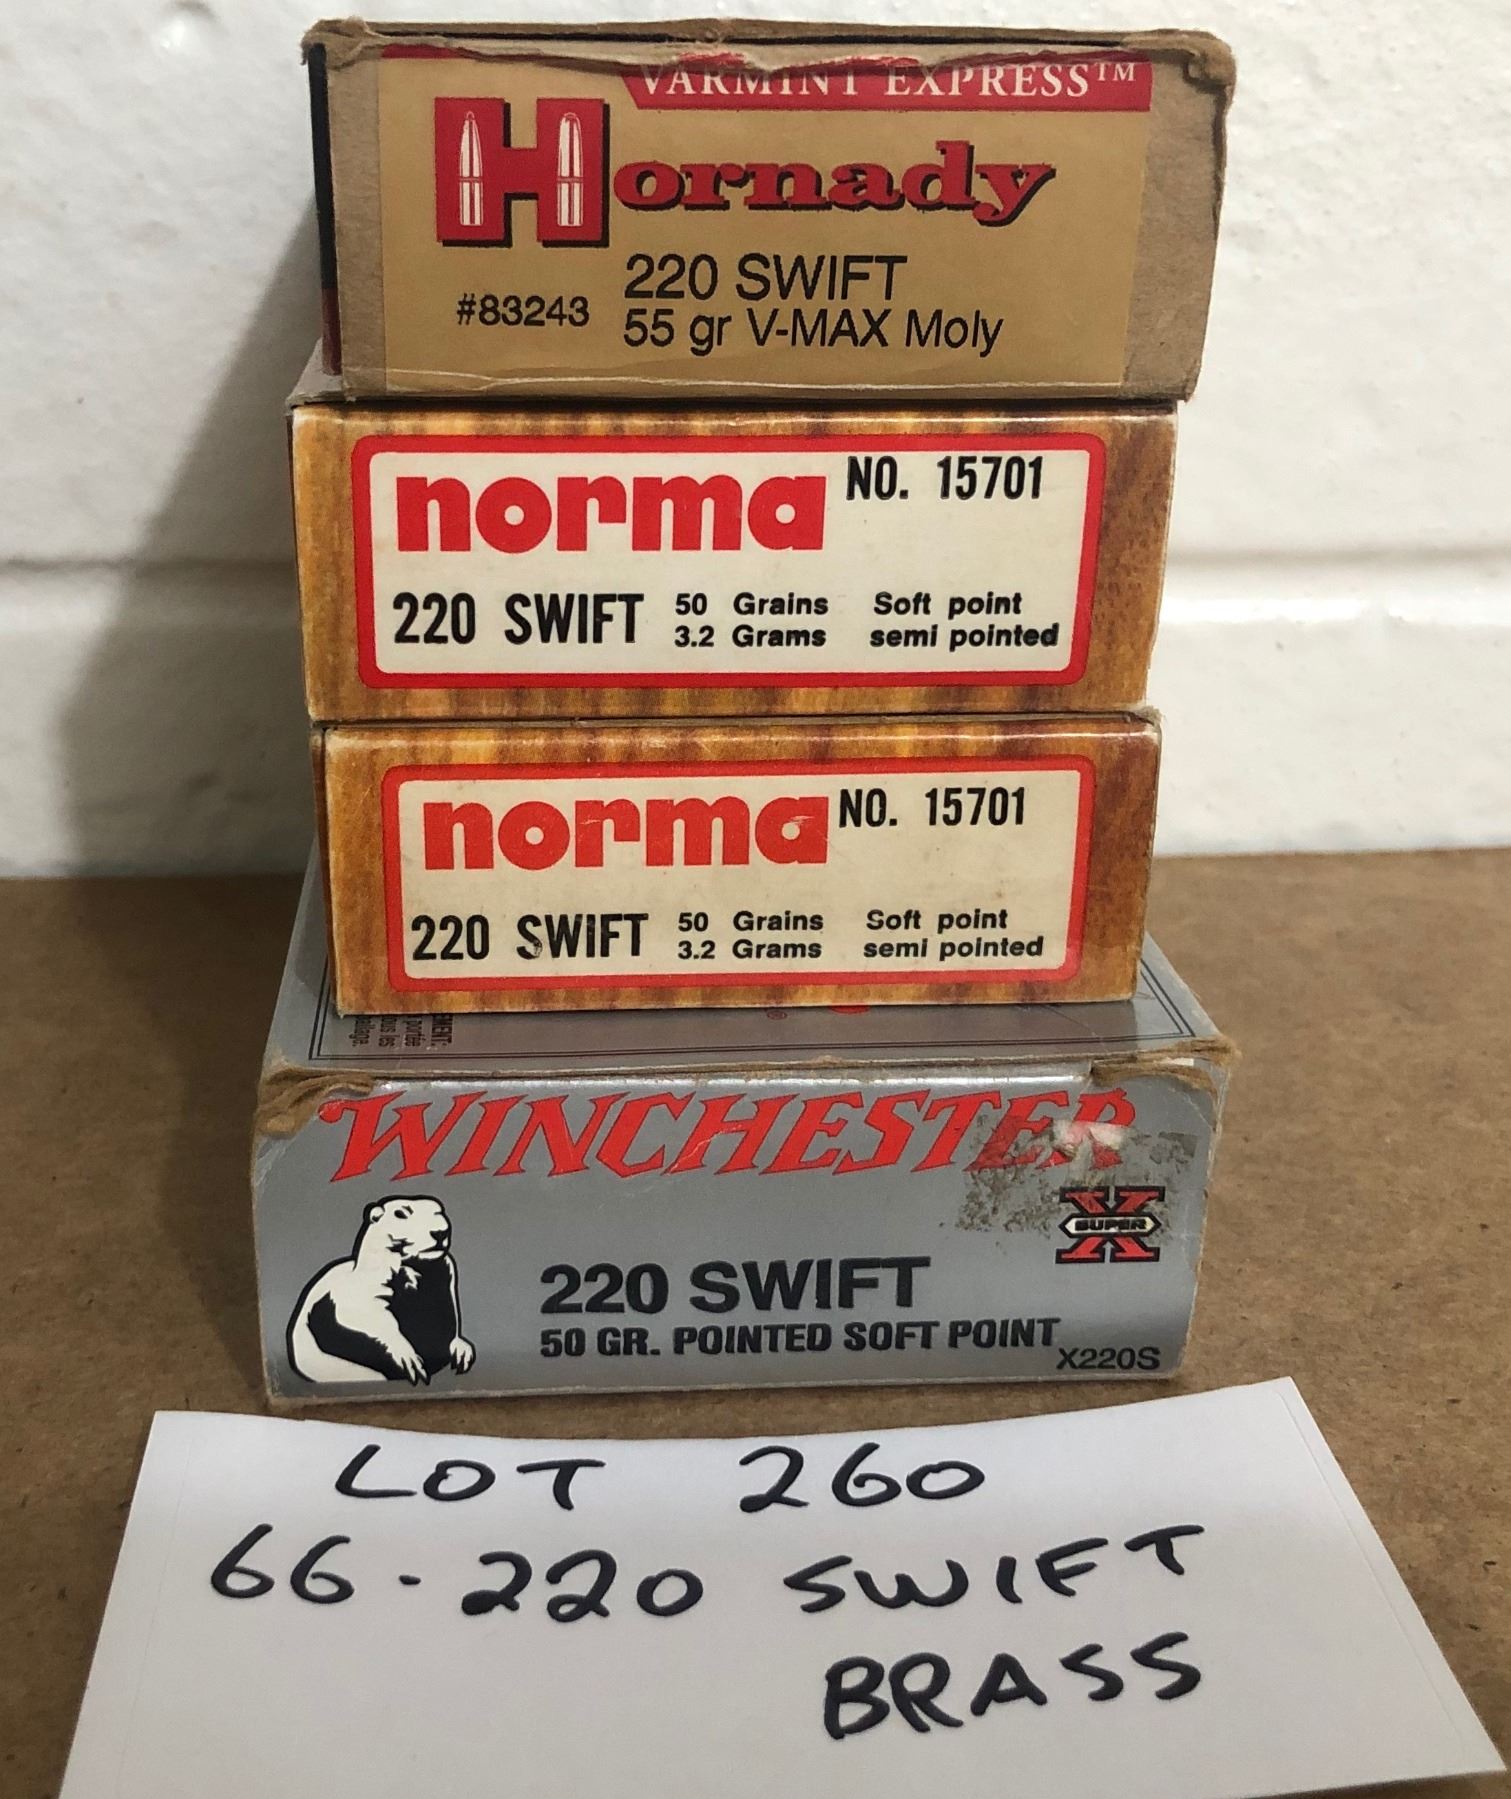 VARMINT EXPRESS™
Hornady
220 SWIFT
#83243 55 gr V-MAX Moly
norma NO. 15701
220 SWIFT 50 Grains Soft point
3.2 Grams semi pointed
norma NO. 15701
220 SWIFT 50 Grains Soft point
3.2 Grams semi pointed
WINCHESTER
SUPER X
220 SWIFT
50 GR. POINTED SOFT POINT
X220S
LOT 260
66-220 SWIFT
BRASS